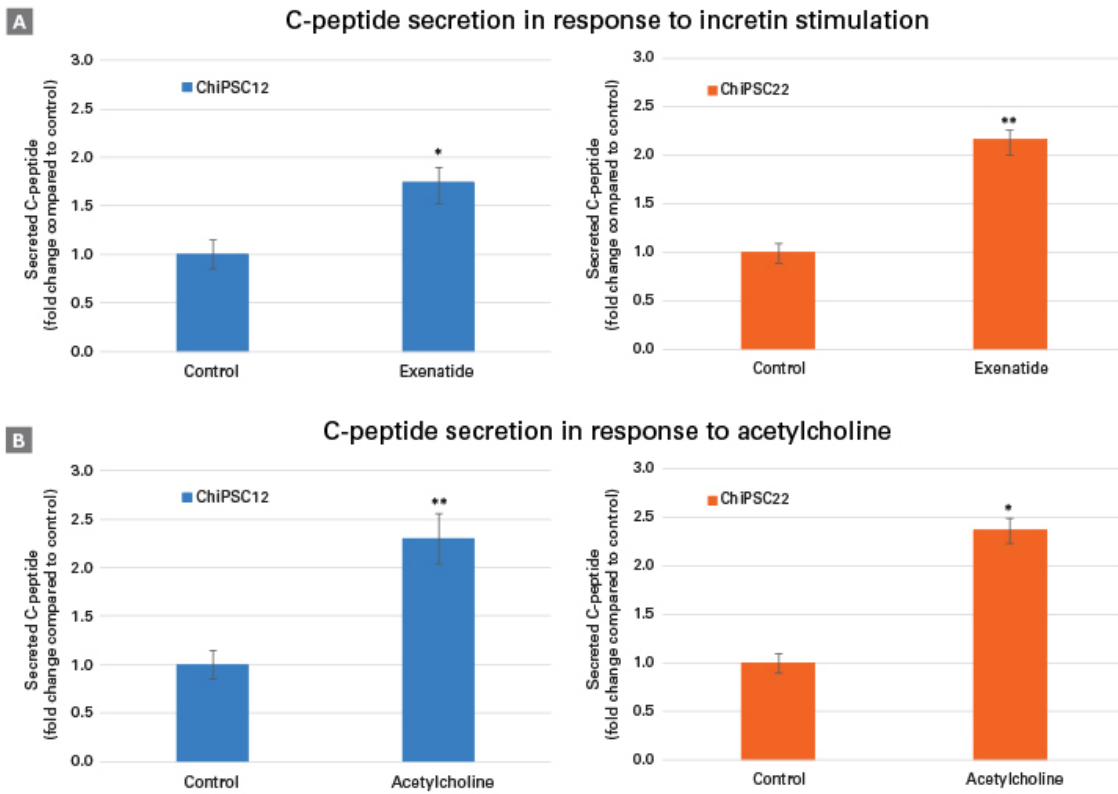 A
C-peptide secretion in response to incretin stimulation
Secreted C-peptide
(fold change compared to control)
3.0
2.5
2.0
1.5
1.0
0.5
0.0
ChiPSC12
*
Control
Exenatide
Secreted C-peptide
(fold change compared to control)
3.0
2.5
2.0
1.5
1.0
0.5
0.0
ChiPSC22
**
Control
Exenatide
B
C-peptide secretion in response to acetylcholine
Secreted C-peptide
(fold change compared to control)
3.0
2.5
2.0
1.5
1.0
0.5
0.0
ChiPSC12
**
Control
Acetylcholine
Secreted C-peptide
(fold change compared to control)
3.0
2.5
2.0
1.5
1.0
0.5
0.0
ChiPSC22
*
Control
Acetylcholine